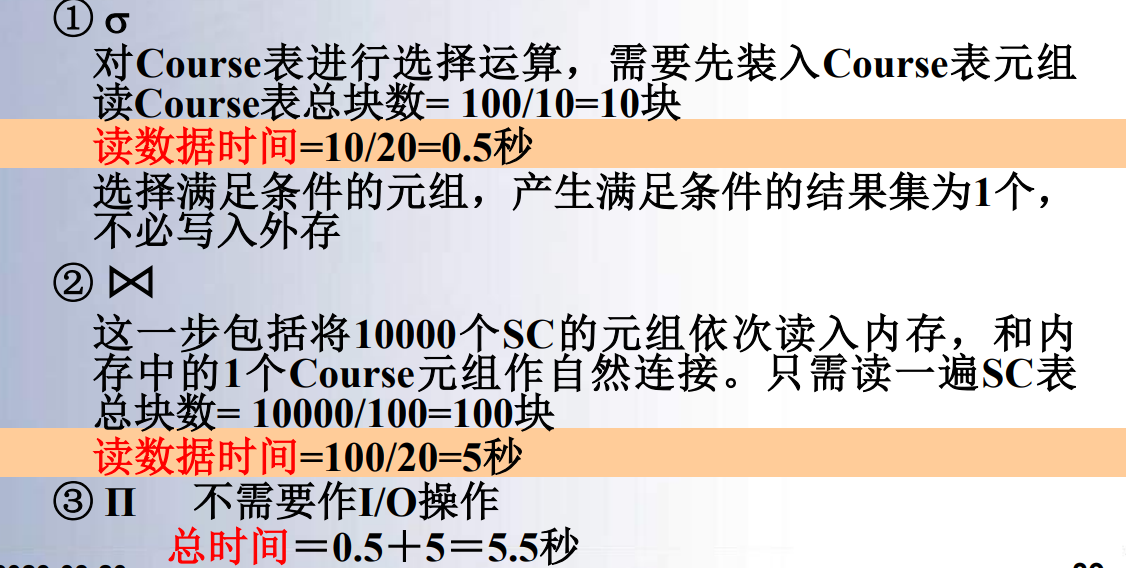 ① σ
对Course表进行选择运算，需要先装入Course表元组
读Course表总块数= 100/10=10块
读数据时间=10/20=0.5秒
选择满足条件的元组，产生满足条件的结果集为1个，
不必写入外存
② ⋈
这一步包括将10000个SC的元组依次读入内存，和内
存中的1个Course元组作自然连接。只需读一遍SC表
总块数= 10000/100=100块
读数据时间=100/20=5秒
③ Π 不需要作I/O操作
总时间＝0.5＋5＝5.5秒